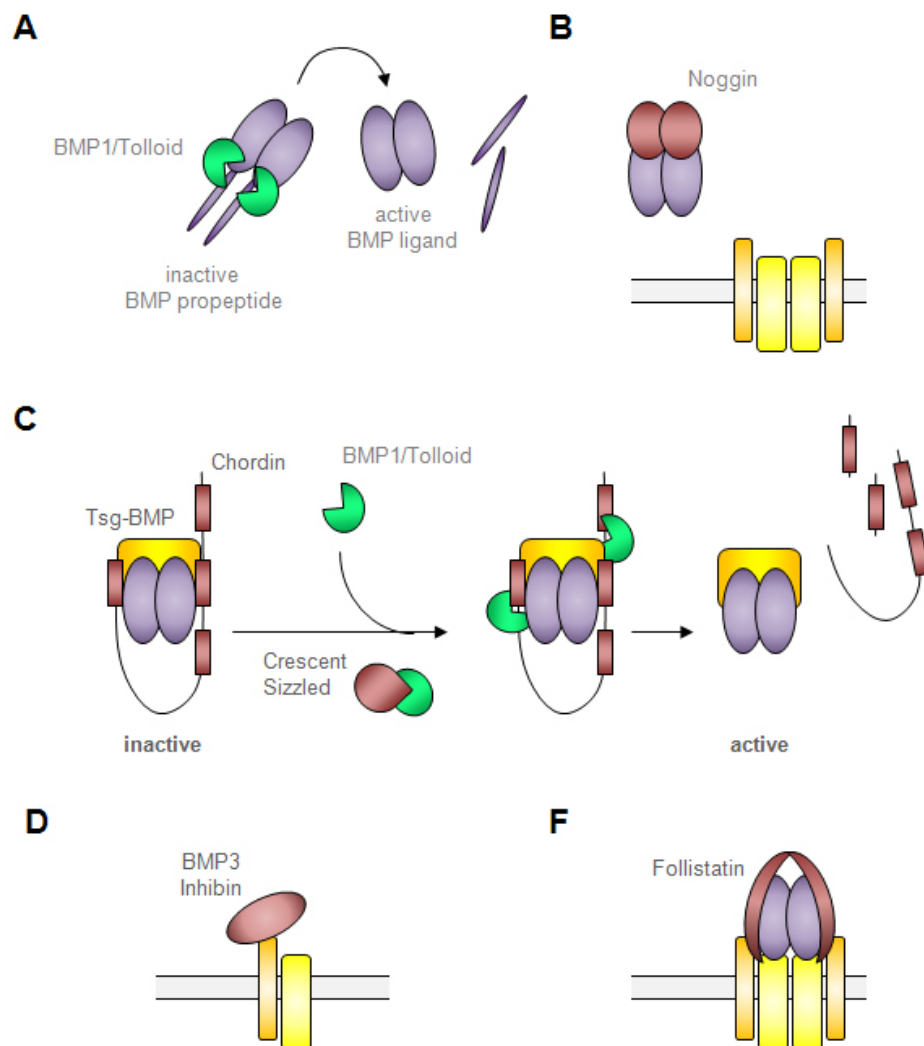 A
BMP1/Tolloid
inactive
BMP propeptide
active
BMP ligand
B
Noggin
C
Chordin
Tsg-BMP
inactive
BMP1/Tolloid
Crescent
Sizzled
active
D
BMP3
Inhibin
F
Follistatin